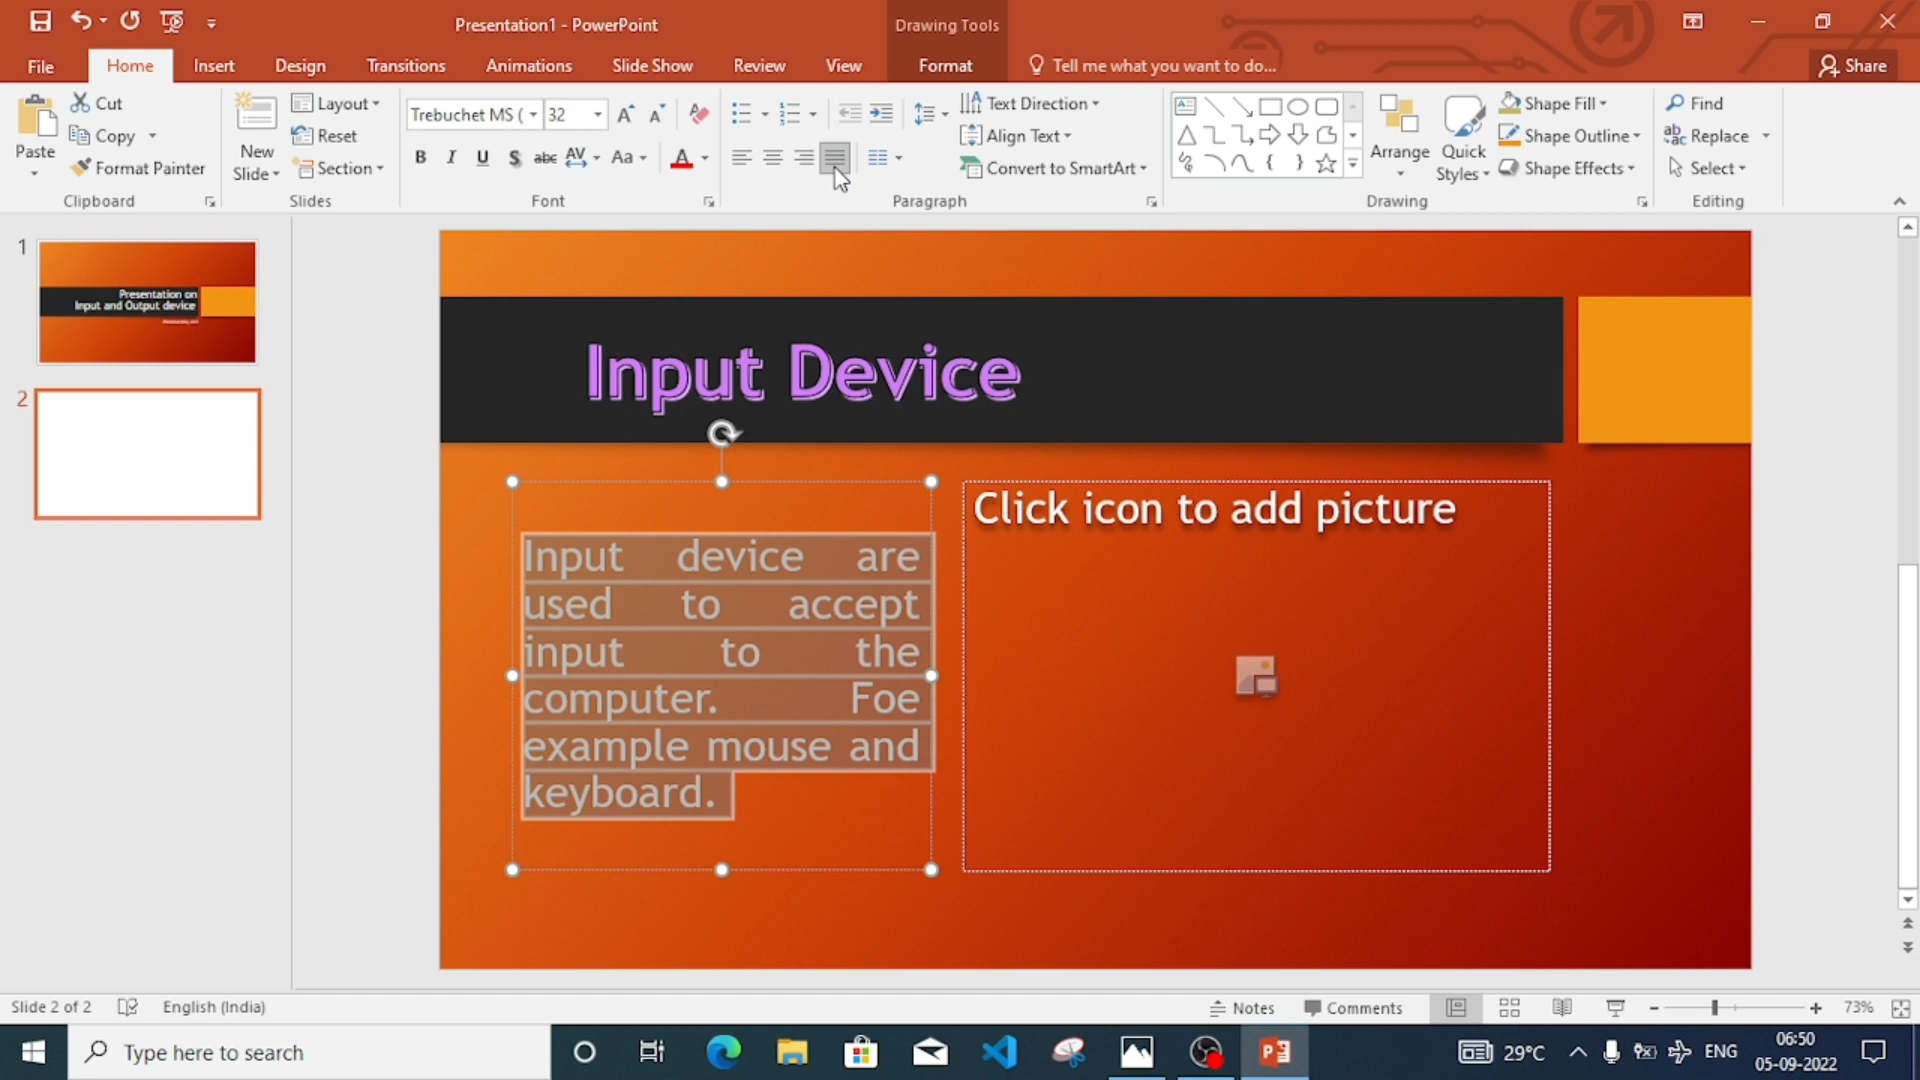 Presentation1 - PowerPoint
Drawing Tools
File
Home
Insert
Design
Transitions
Animations
Slide Show
Review
View
Format
Tell me what you want to do...
Share
Paste
Cut
Copy
Format Painter
Clipboard
New
Slide
Layout
Reset
Section
Slides
Trebuchet MS (
32
B I U S abc AV Aa A
Font
Text Direction
Align Text
Convert to SmartArt
Paragraph
Arrange
Quick
Styles
Shape Fill
Shape Outline
Shape Effects
Drawing
Find
Replace
Select
Editing
1
Presentation on
Input and Output device
2
Input Device
Input device are
used to accept
input to the
computer. Foe
example mouse and
keyboard.
Click icon to add picture
Slide 2 of 2
English (India)
Notes
Comments
73%
Type here to search
29°C
ENG
06:50
05-09-2022